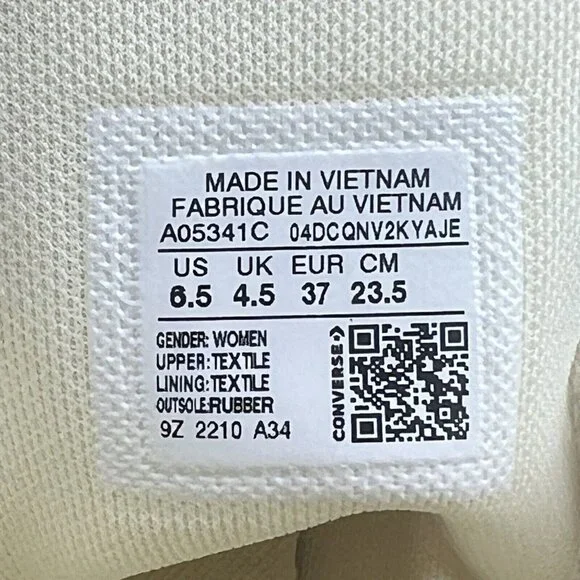 MADE IN VIETNAM
FABRIQUE AU VIETNAM
A05341C 04DCQNV2KYAJE
US UK EUR CM
6.5 4.5 37 23.5
GENDER: WOMEN
UPPER:TEXTILE
LINING:TEXTILE
OUTSOLE:RUBBER
9Z 2210 A34
CONVERSE